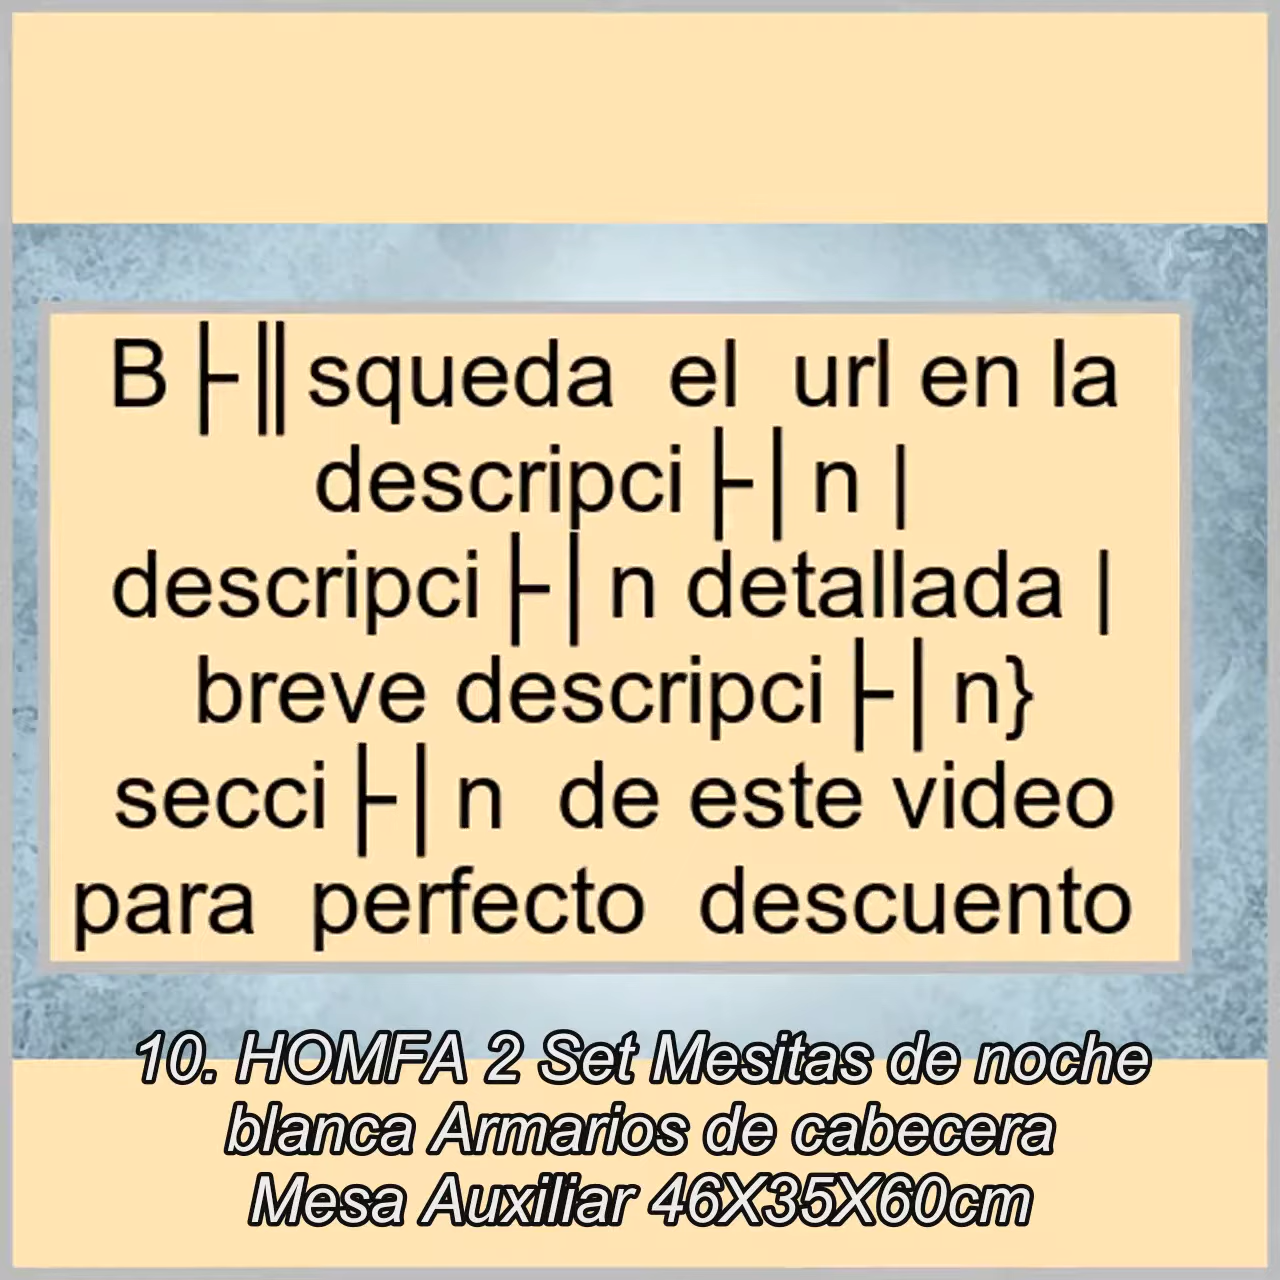 B├║squeda el url en la
descripci├│n |
descripci├│n detallada |
breve descripci├│n}
secci├│n de este video
para perfecto descuento
10. HOMFA 2 Set Mesitas de noche
blanca Armarios de cabecera
Mesa Auxiliar 46X35X60cm